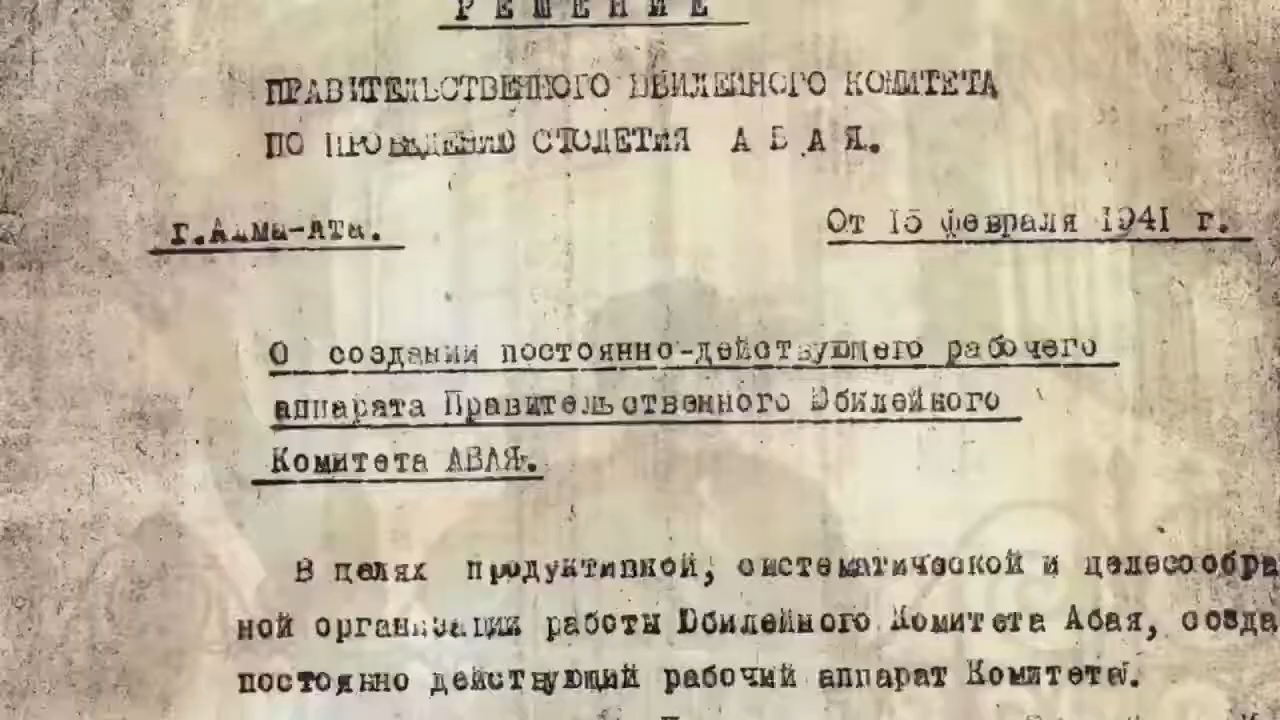 РЕШЕНИЕ
ПРАВИТЕЛЬСТВЕННОГО ЮБИЛЕЙНОГО КОМИТЕТА
ПО ПРОВЕДЕНИЮ СТОЛЕТИЯ АБАЯ.
г.Алма-Ата.
От 15 февраля 1941 г.
О создании постоянно-действующего рабочего
аппарата Правительственного Юбилейного
Комитета АБАЯ.
В целях продуктивной, систематической и целесообра
ной организации работы Юбилейного Комитета Абая, созда
постоянно действующий рабочий аппарат Комитета.